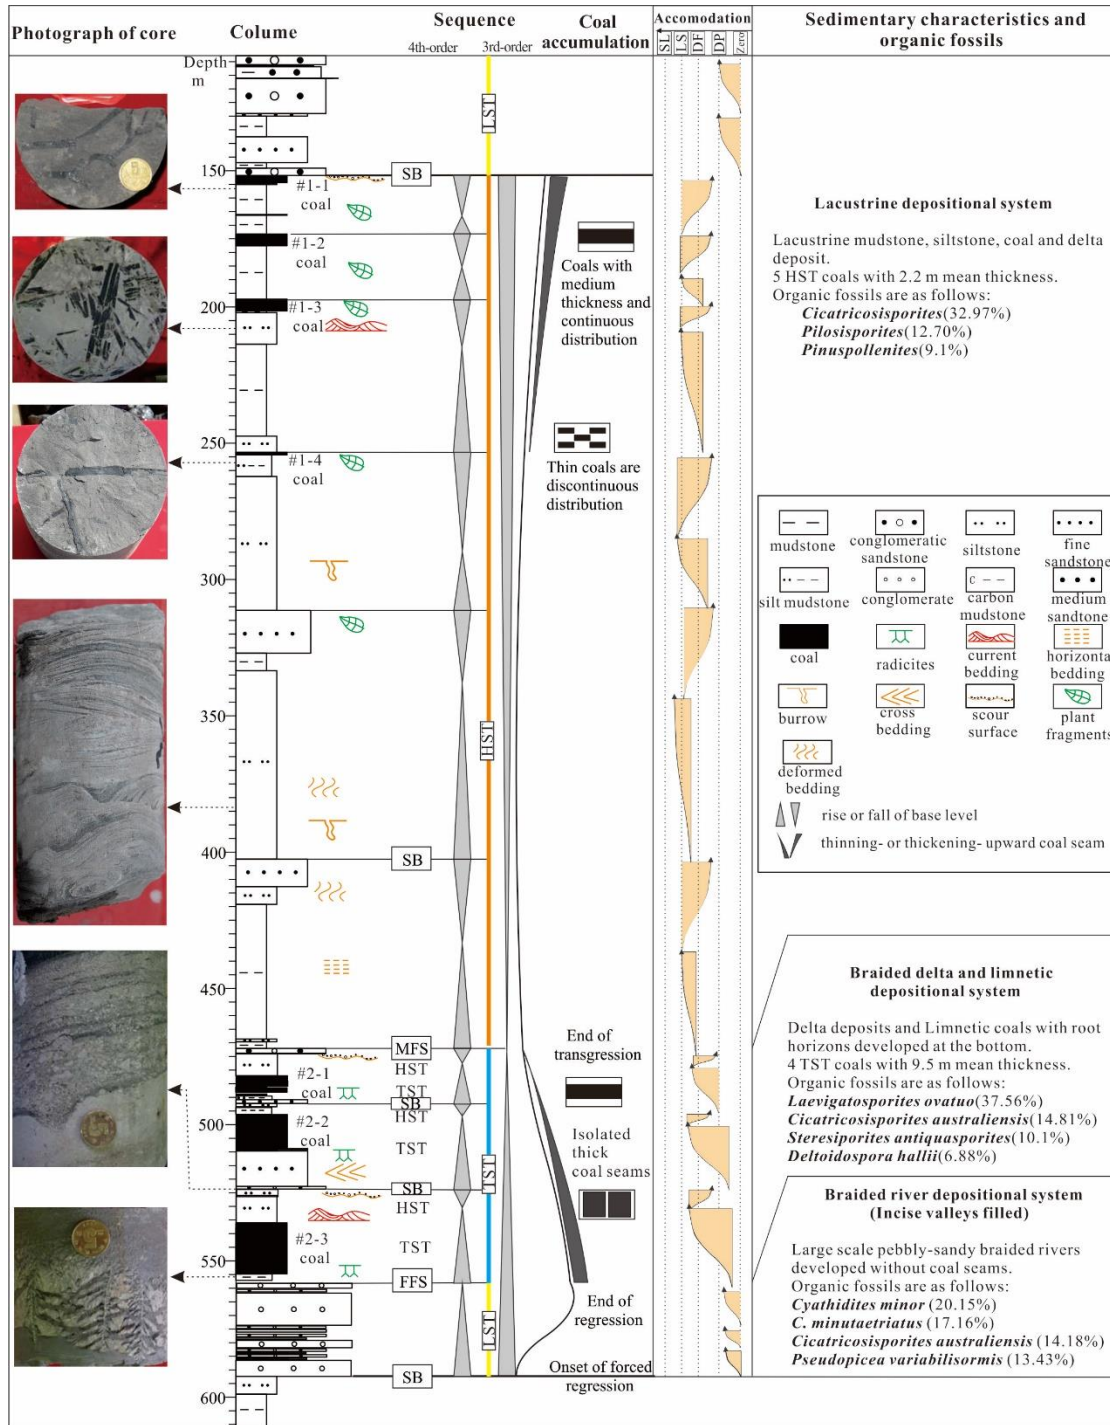 Photograph of core
Colume
Sequence
4th-order
3rd-order
Coal
accumulation
Accomodation
SL
LS
DF
DP
Zero
Sedimentary characteristics and
organic fossils
Depth
m
150
200
250
300
350
400
450
500
550
600
#1-1
coal
#1-2
coal
#1-3
coal
#1-4
coal
#2-1
coal
#2-2
coal
#2-3
coal
SB
SB
MFS
HST
TST
SB
HST
TST
SB
HST
TST
FFS
SB
LST
HST
TST
LST
Coals with
medium
thickness and
continuous
distribution
Thin coals are
discontinuous
distribution
End of
transgression
Isolated
thick
coal seams
End of
regression
Onset of forced
regression
Lacustrine depositional system
Lacustrine mudstone, siltstone, coal and delta
deposit.
5 HST coals with 2.2 m mean thickness.
Organic fossils are as follows:
Cicatricosisporites(32.97%)
Pilosisporites(12.70%)
Pinuspollenites(9.1%)
mudstone
conglomeratic
sandstone
siltstone
fine
sandstone
silt mudstone
conglomerate
C
carbon
mudstone
medium
sandtone
coal
radicites
current
bedding
horizonta
bedding
burrow
cross
bedding
scour
surface
plant
fragments
deformed
bedding
rise or fall of base level
thinning- or thickening- upward coal seam
Braided delta and limnetic
depositional system
Delta deposits and Limnetic coals with root
horizons developed at the bottom.
4 TST coals with 9.5 m mean thickness.
Organic fossils are as follows:
Laevigatosporites ovatuo(37.56%)
Cicatricosisporites australiensis(14.81%)
Steresiporites antiquasporites(10.1%)
Deltoidospora hallii(6.88%)
Braided river depositional system
(Incise valleys filled)
Large scale pebbly-sandy braided rivers
developed without coal seams.
Organic fossils are as follows:
Cyathidites minor (20.15%)
C. minutaetriatus (17.16%)
Cicatricosisporites australiensis (14.18%)
Pseudopicea variabilisormis (13.43%)